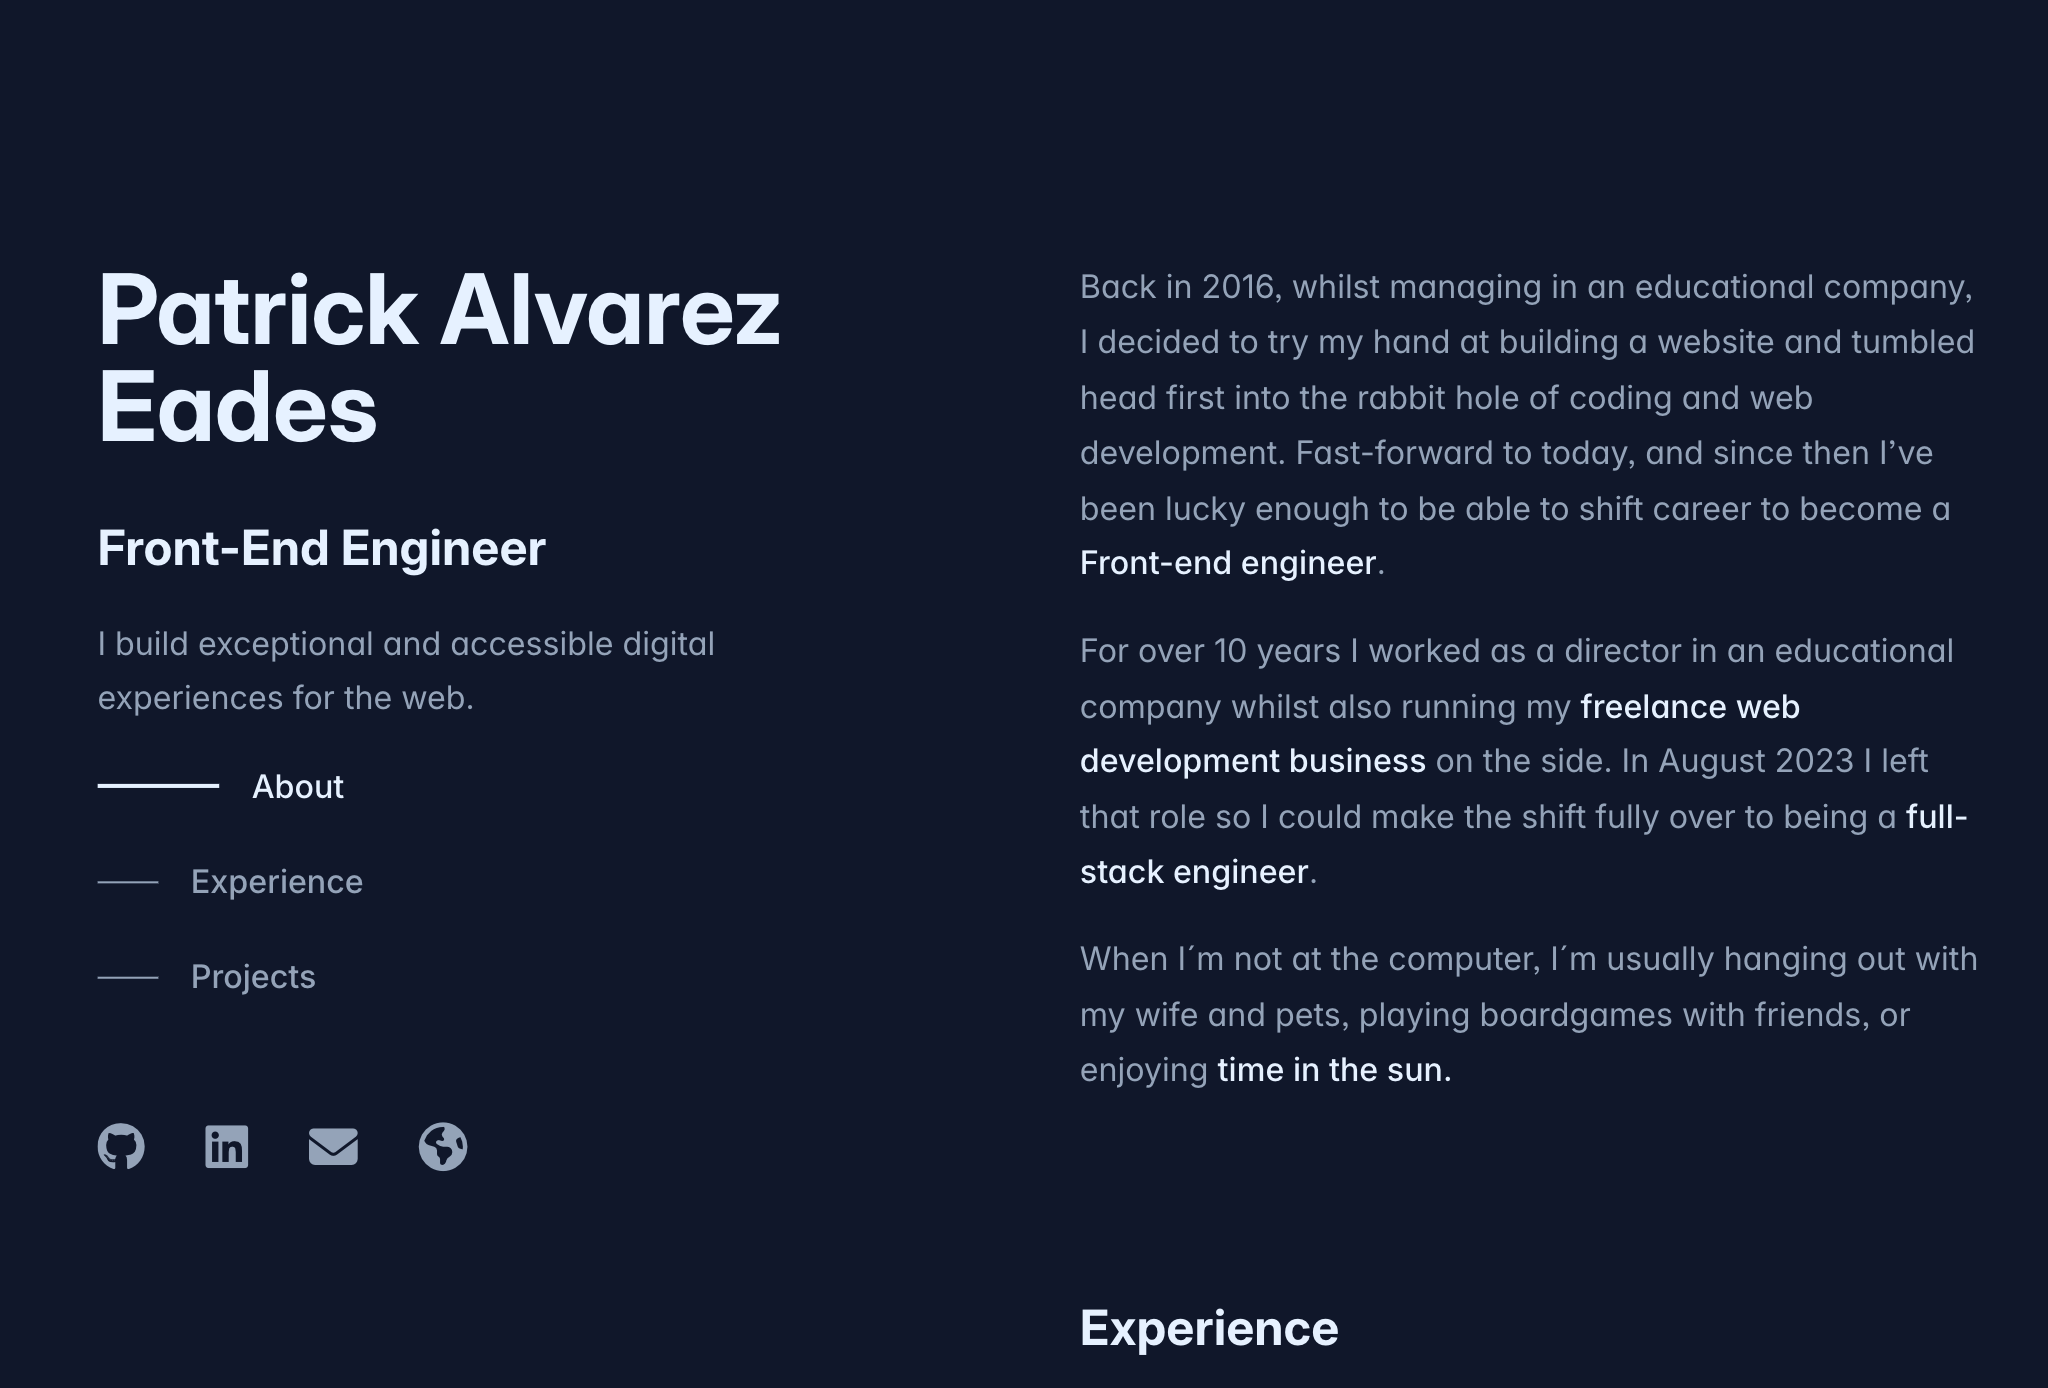 Patrick Alvarez
Eades
Front-End Engineer
I build exceptional and accessible digital
experiences for the web.
About
Experience
Projects
Back in 2016, whilst managing in an educational company,
I decided to try my hand at building a website and tumbled
head first into the rabbit hole of coding and web
development. Fast-forward to today, and since then I’ve
been lucky enough to be able to shift career to become a
Front-end engineer.
For over 10 years I worked as a director in an educational
company whilst also running my freelance web
development business on the side. In August 2023 I left
that role so I could make the shift fully over to being a full-
stack engineer.
When I´m not at the computer, I´m usually hanging out with
my wife and pets, playing boardgames with friends, or
enjoying time in the sun.
Experience